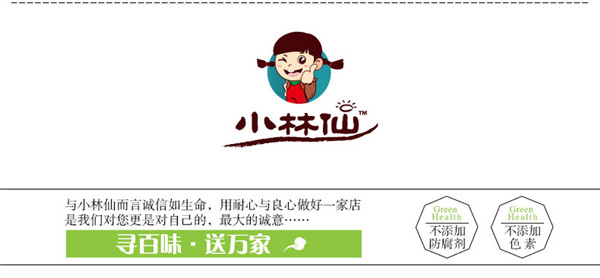 小林仙™
与小林仙而言诚信如生命，用耐心与良心做好一家店
是我们对您更是对自己的，最大的诚意……
寻百味·送万家
Green
Health
不添加
防腐剂
Green
Health
不添加
色素